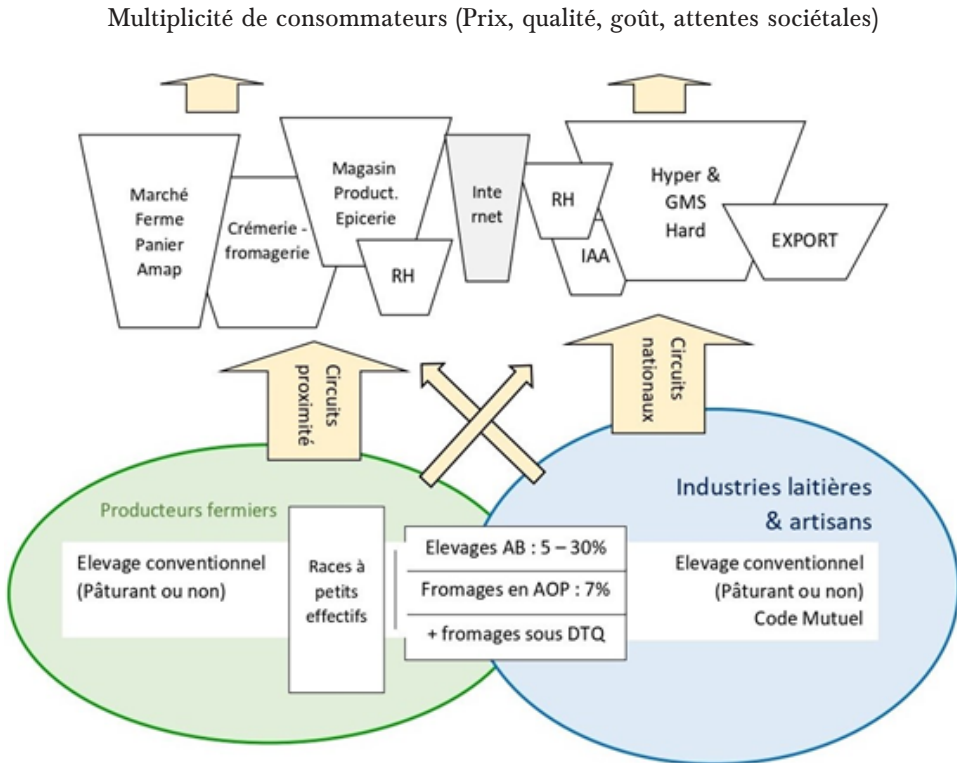 Multiplicité de consommateurs (Prix, qualité, goût, attentes sociétales)
Marché
Ferme
Panier
Amap
Crémerie -
fromagerie
Magasin
Product.
Epicerie
RH
Inte
rnet
RH
IAA
Hyper &
GMS
Hard
EXPORT
Circuits
proximité
Circuits
nationaux
Producteurs fermiers
Elevage conventionnel
(Pâturant ou non)
Races à
petits
effectifs
Elevages AB : 5 – 30%
Fromages en AOP : 7%
+ fromages sous DTQ
Industries laitières
& artisans
Elevage conventionnel
(Pâturant ou non)
Code Mutuel